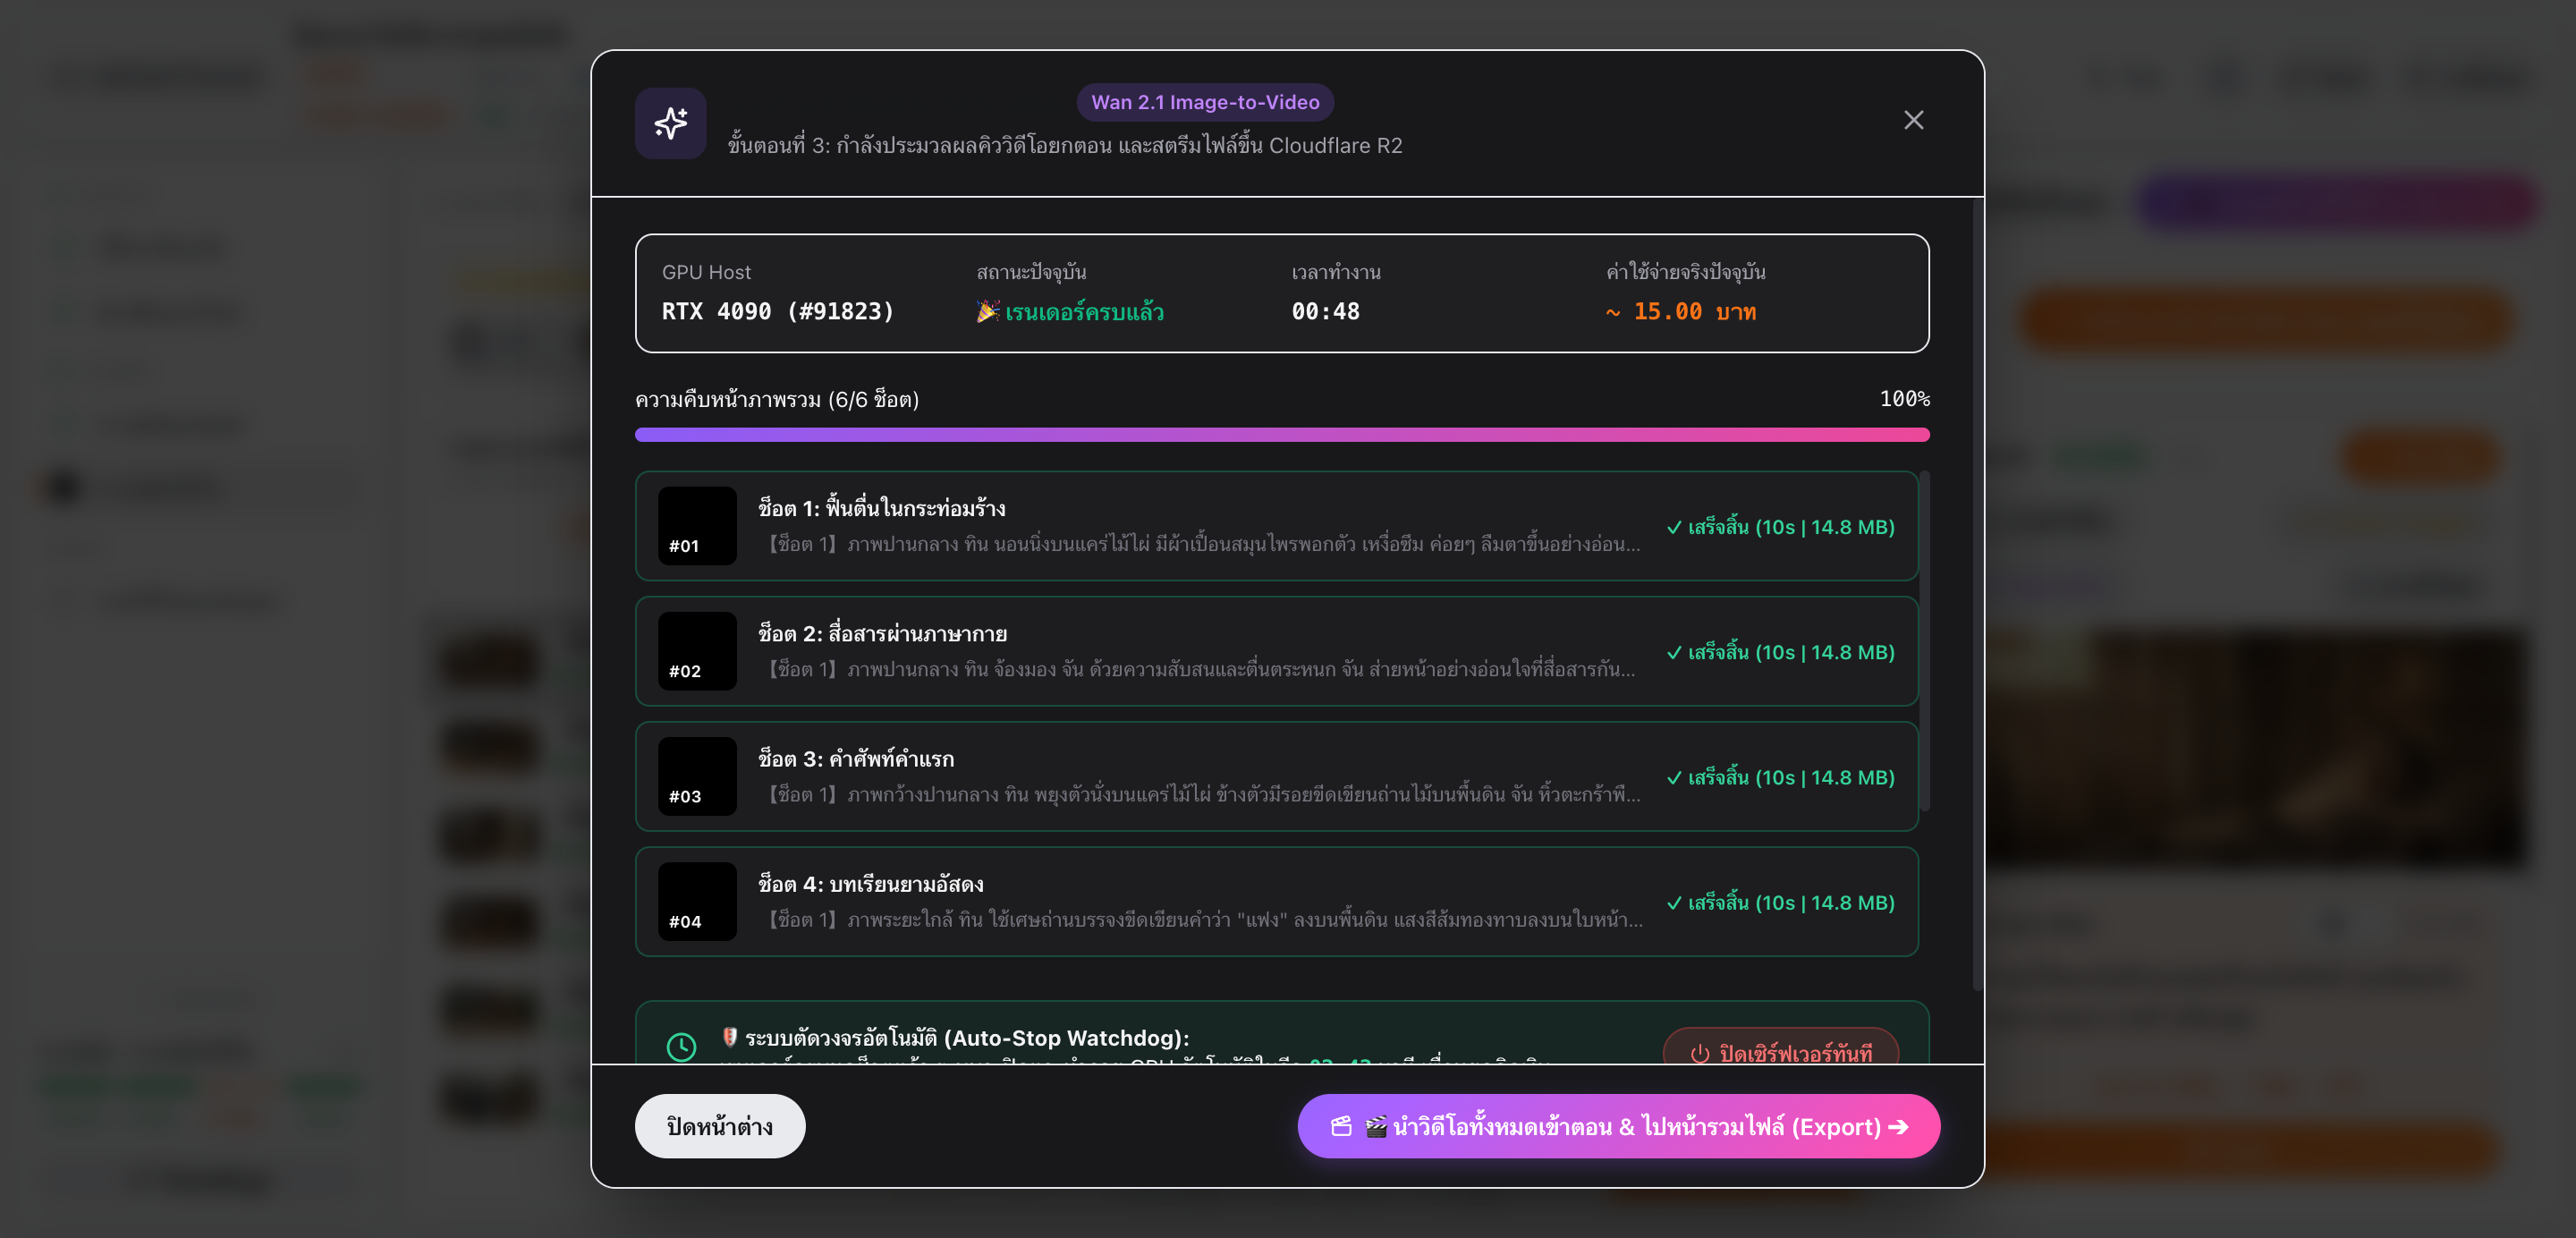 Wan 2.1 Image-to-Video
ขั้นตอนที่ 3: กำลังประมวลผลคิววิดีโอยกตอน และสตรีมไฟล์ขึ้น Cloudflare R2
GPU Host
RTX 4090 (#91823)
สถานะปัจจุบัน
🎉 เรนเดอร์ครบแล้ว
เวลาทำงาน
00:48
ค่าใช้จ่ายจริงปัจจุบัน
~ 15.00 บาท
ความคืบหน้าภาพรวม (6/6 ช็อต)
100%
#01
ช็อต 1: ฟื้นตื่นในกระท่อมร้าง
【ช็อต 1】ภาพปานกลาง ทิน นอนนิ่งบนแคร่ไม้ไผ่ มีผ้าเปื้อนสมุนไพรพอกตัว เหงื่อซึม ค่อยๆ ลืมตาขึ้นอย่างอ่อน...
✓ เสร็จสิ้น (10s | 14.8 MB)
#02
ช็อต 2: สื่อสารผ่านภาษากาย
【ช็อต 1】ภาพปานกลาง ทิน จ้องมอง จัน ด้วยความสับสนและตื่นตระหนก จัน ส่ายหน้าอย่างอ่อนใจที่สื่อสารกัน...
✓ เสร็จสิ้น (10s | 14.8 MB)
#03
ช็อต 3: คำศัพท์คำแรก
【ช็อต 1】ภาพกว้างปานกลาง ทิน พยุงตัวนั่งบนแคร่ไม้ไผ่ ข้างตัวมีรอยขีดเขียนถ่านไม้บนพื้นดิน จัน หิ้วตะกร้าพื...
✓ เสร็จสิ้น (10s | 14.8 MB)
#04
ช็อต 4: บทเรียนยามอัสดง
【ช็อต 1】ภาพระยะใกล้ ทิน ใช้เศษถ่านบรรจงขีดเขียนคำว่า "แฟง" ลงบนพื้นดิน แสงสีส้มทองทาบลงบนใบหน้า...
✓ เสร็จสิ้น (10s | 14.8 MB)
ระบบตัดวงจรอัตโนมัติ (Auto-Stop Watchdog):
ปิดเซิร์ฟเวอร์ทันที
ปิดหน้าต่าง
🎬 นำวิดีโอทั้งหมดเข้าตอน & ไปหน้ารวมไฟล์ (Export) ➔